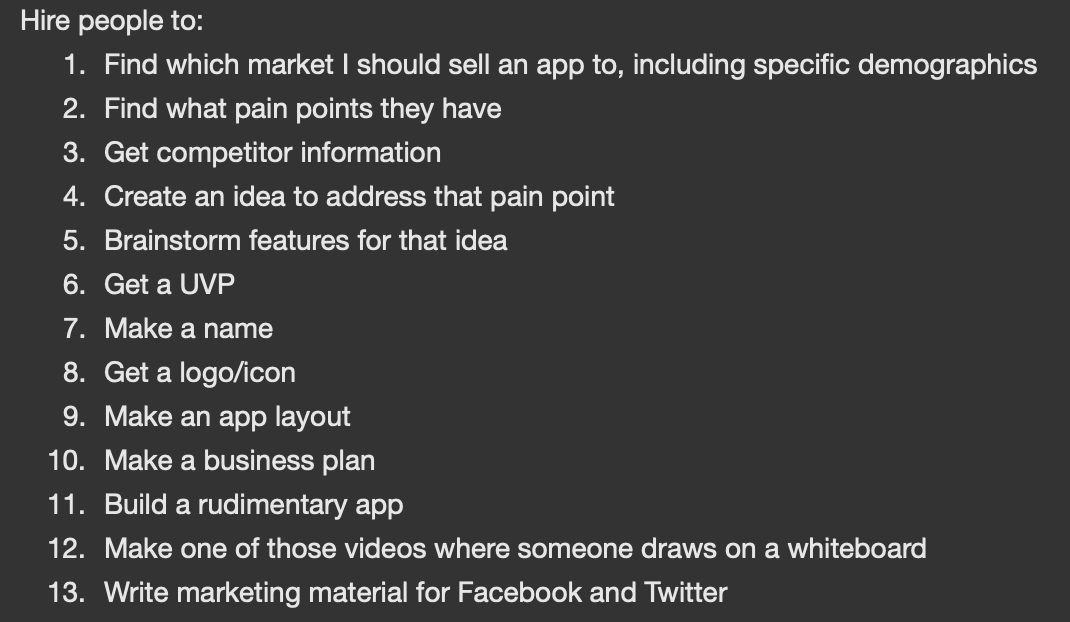 Hire people to:
1. Find which market I should sell an app to, including specific demographics
2. Find what pain points they have
3. Get competitor information
4. Create an idea to address that pain point
5. Brainstorm features for that idea
6. Get a UVP
7. Make a name
8. Get a logo/icon
9. Make an app layout
10. Make a business plan
11. Build a rudimentary app
12. Make one of those videos where someone draws on a whiteboard
13. Write marketing material for Facebook and Twitter